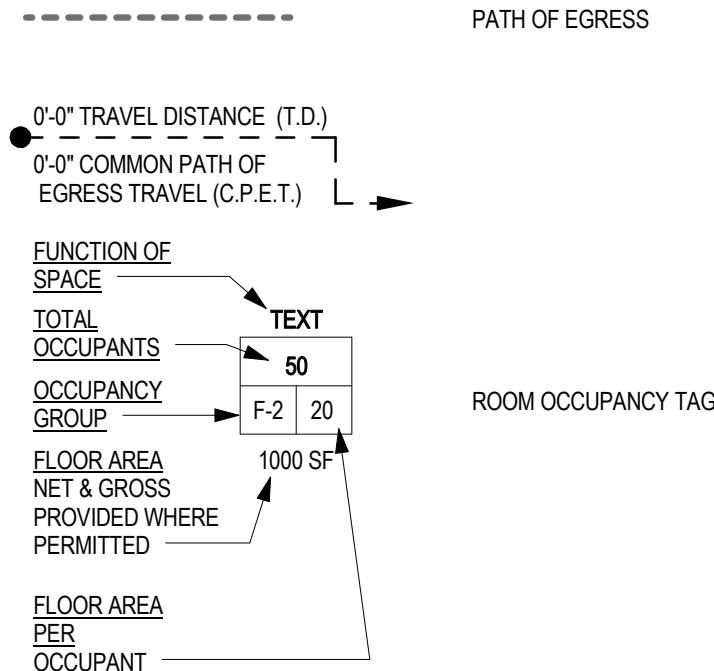 PATH OF EGRESS
0'-0" TRAVEL DISTANCE (T.D.)
0'-0" COMMON PATH OF
EGRESS TRAVEL (C.P.E.T.)
FUNCTION OF
SPACE
TEXT
TOTAL
OCCUPANTS
50
OCCUPANCY
GROUP
F-2 20
ROOM OCCUPANCY TAG
FLOOR AREA
NET & GROSS
PROVIDED WHERE
PERMITTED
1000 SF
FLOOR AREA
PER
OCCUPANT